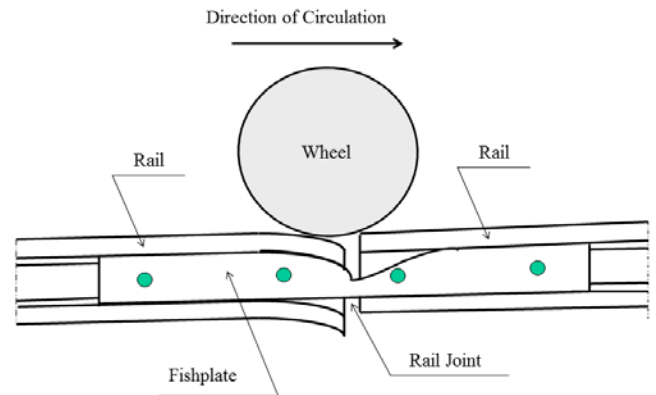 Direction of Circulation
Wheel
Rail
Rail
Rail Joint
Fishplate